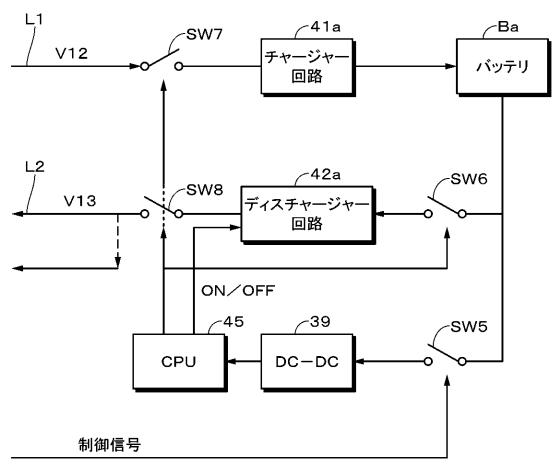 L1
V12
SW7
41a
チャージャー
回路
Ba
バッテリ
L2
V13
SW8
42a
ディスチャージャー
回路
SW6
ON／OFF
45
CPU
39
DC－DC
SW5
制御信号